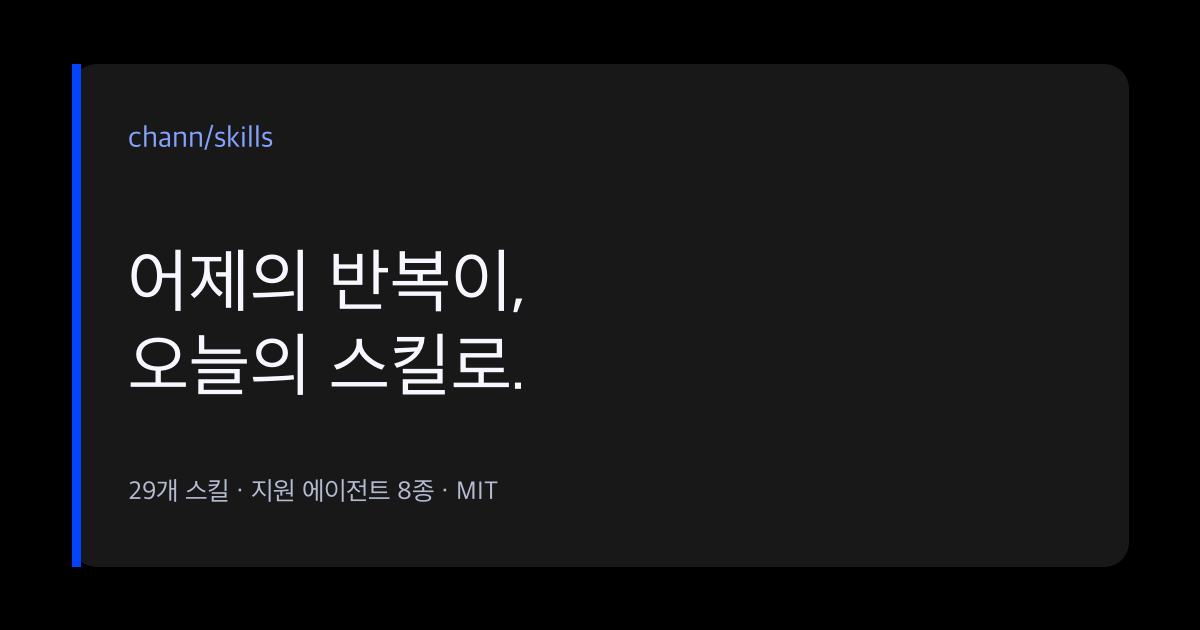 chann/skills
어제의 반복이,
오늘의 스킬로.
29개 스킬 · 지원 에이전트 8종 · MIT